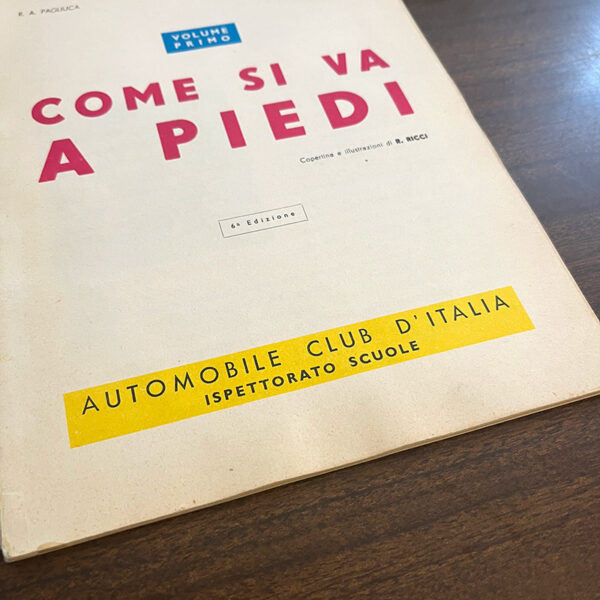 R. A. PAGLIUCA
VOLUME
PRIMO
COME SI VA
A PIEDI
Copertina e illustrazioni di R. RICCI
6ª Edizione
AUTOMOBILE CLUB D'ITALIA
ISPETTORATO SCUOLE